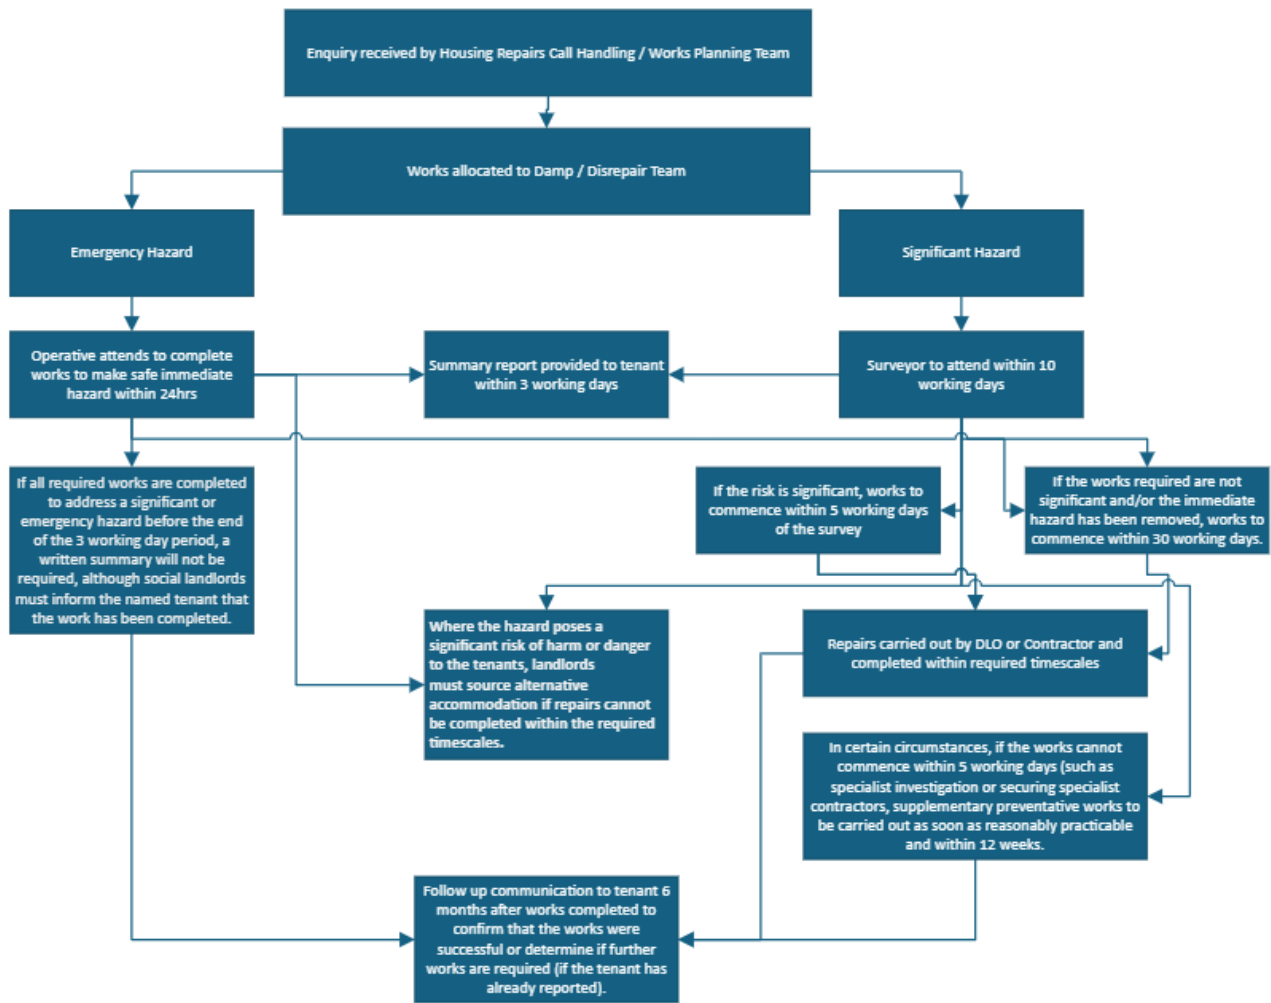 Enquiry received by Housing Repairs Call Handling / Works Planning Team
Works allocated to Damp / Disrepair Team
Emergency Hazard
Significant Hazard
Operative attends to complete
works to make safe immediate
hazard within 24hrs
Summary report provided to tenant
within 3 working days
Surveyor to attend within 10
working days
If all required works are completed
to address a significant or
emergency hazard before the end
of the 3 working day period, a
written summary will not be
required, although social landlords
must inform the named tenant that
the work has been completed.
If the risk is significant, works to
commence within 5 working days
of the survey
If the works required are not
significant and/or the immediate
hazard has been removed, works to
commence within 30 working days.
Where the hazard poses a
significant risk of harm or danger
to the tenants, landlords
must source alternative
accommodation if repairs cannot
be completed within the required
timescales.
Repairs carried out by DLO or Contractor and
completed within required timescales
In certain circumstances, if the works cannot
commence within 5 working days (such as
specialist investigation or securing specialist
contractors, supplementary preventative works to
be carried out as soon as reasonably practicable
and within 12 weeks.
Follow up communication to tenant 6
months after works completed to
confirm that the works were
successful or determine if further
works are required (if the tenant has
already reported).